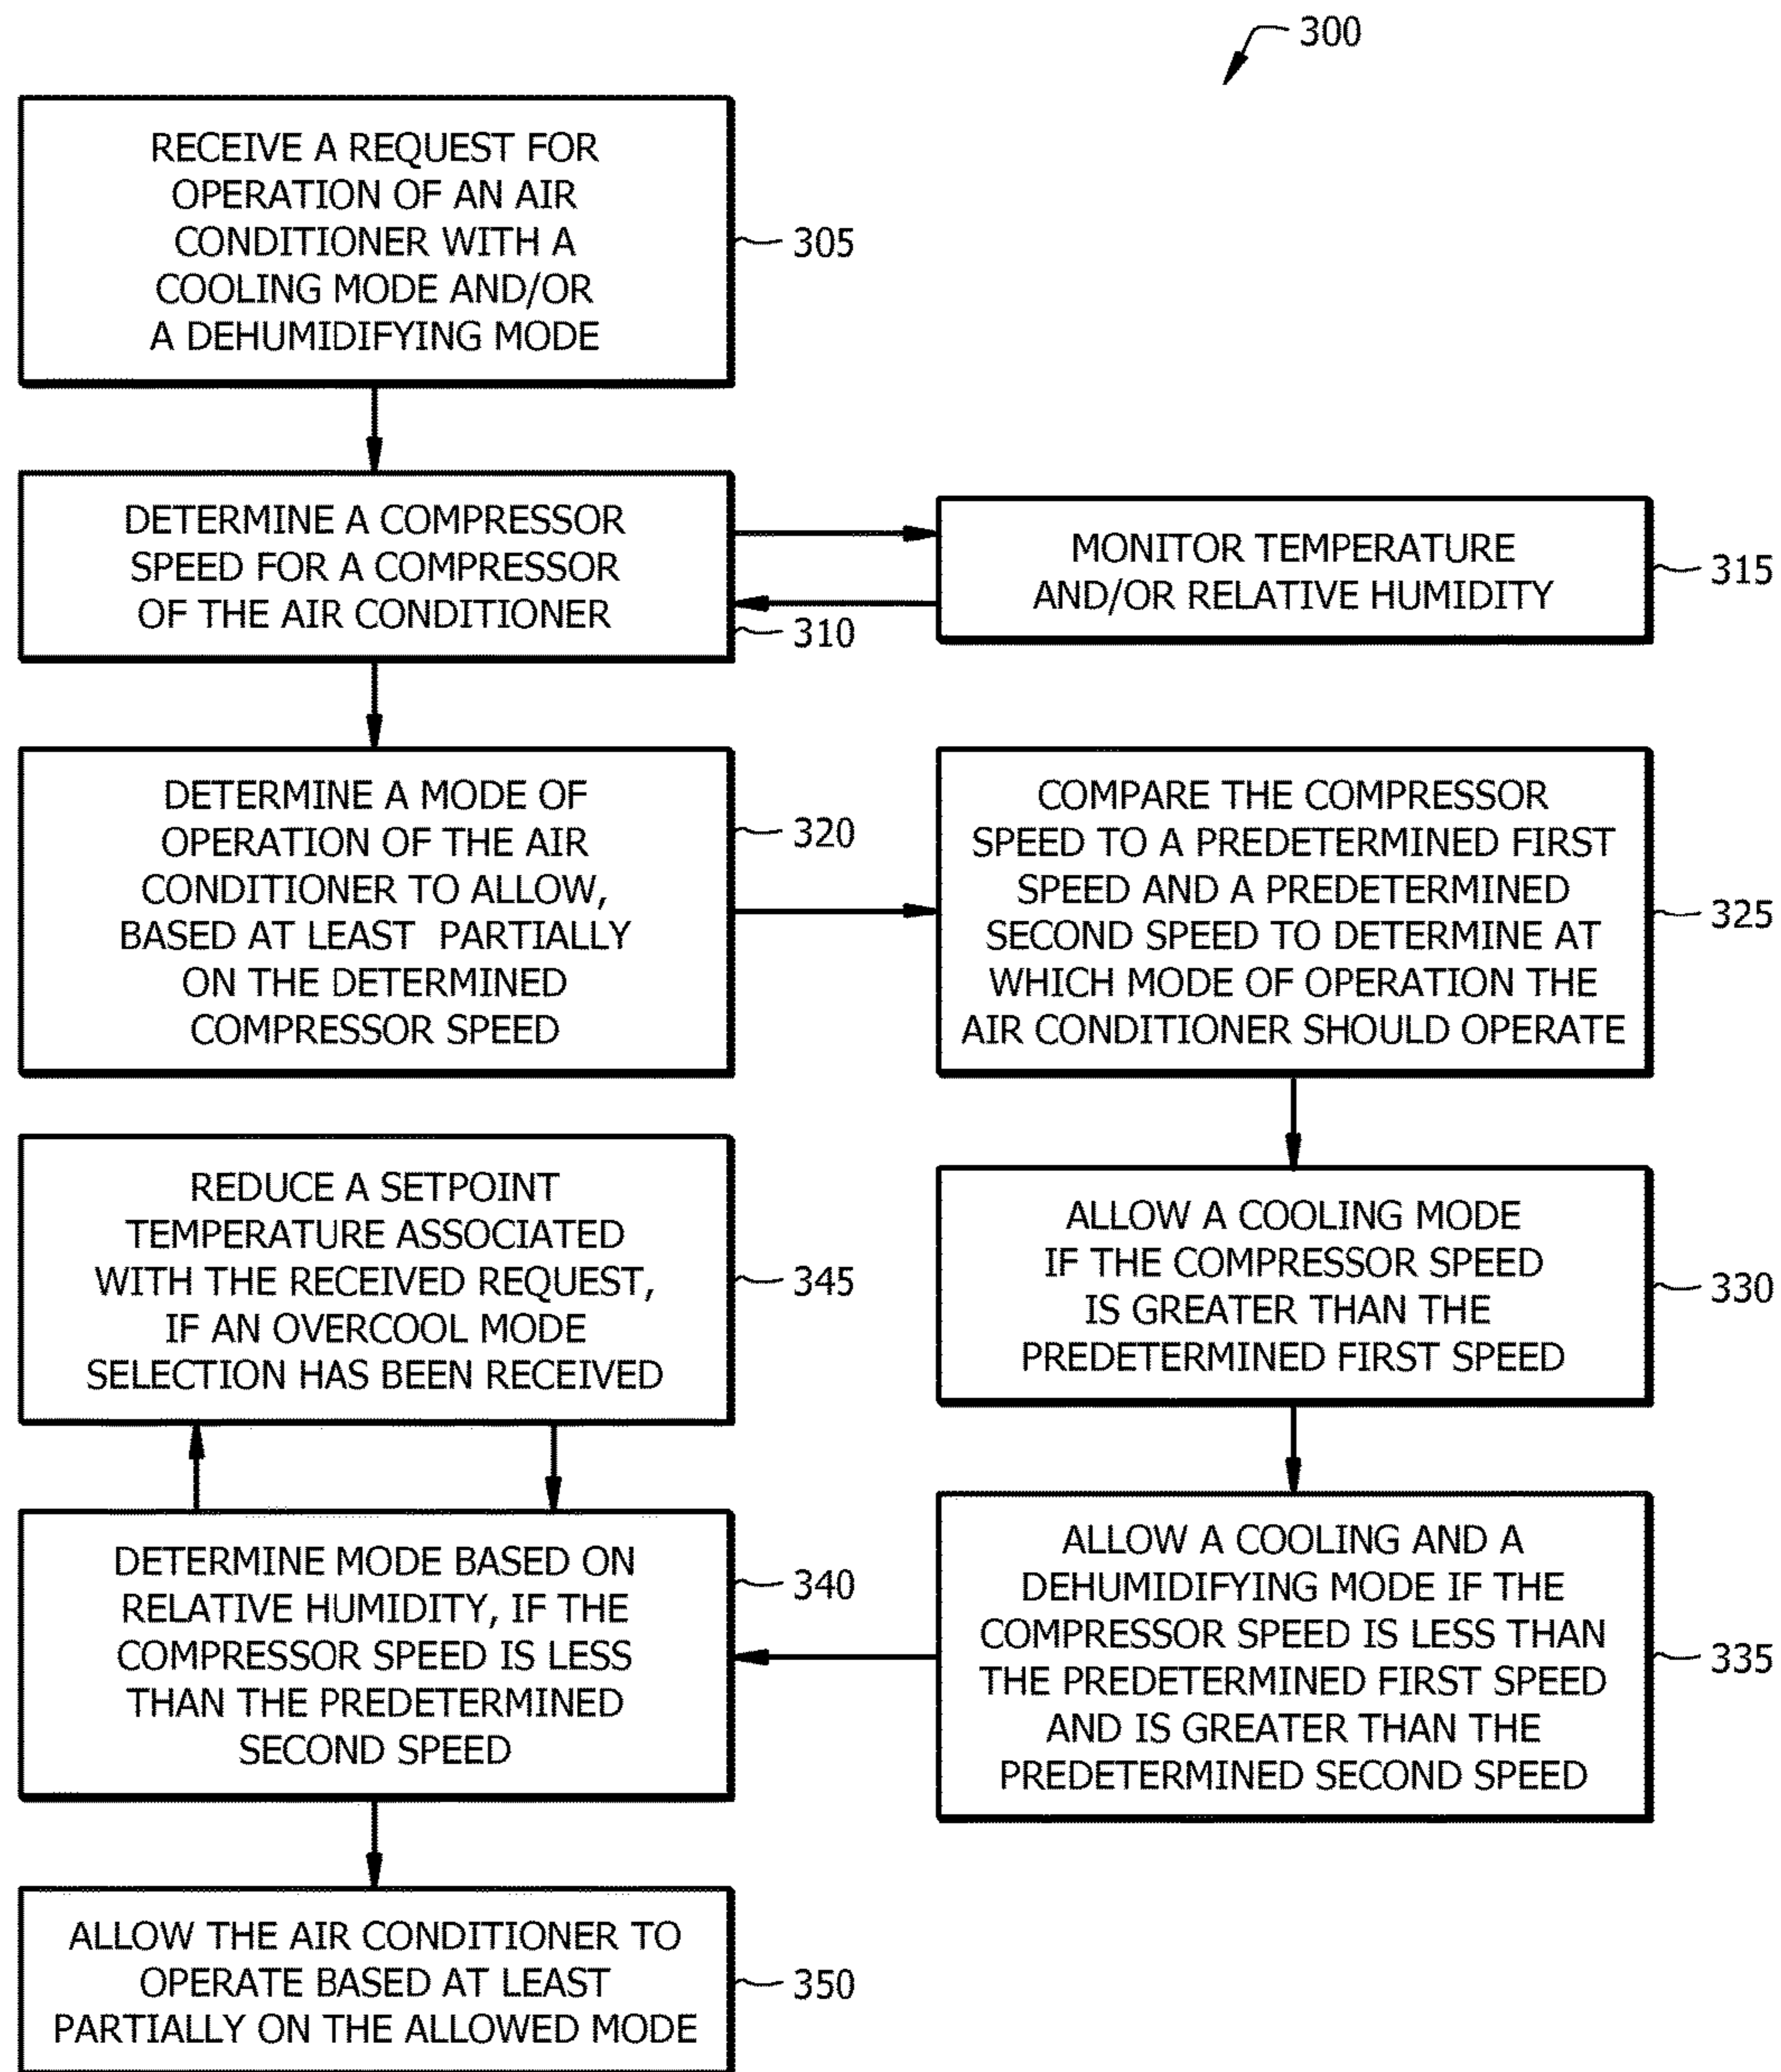 300
RECEIVE A REQUEST FOR
OPERATION OF AN AIR
CONDITIONER WITH A
COOLING MODE AND/OR
A DEHUMIDIFYING MODE
305
DETERMINE A COMPRESSOR
SPEED FOR A COMPRESSOR
OF THE AIR CONDITIONER
310
MONITOR TEMPERATURE
AND/OR RELATIVE HUMIDITY
315
DETERMINE A MODE OF
OPERATION OF THE AIR
CONDITIONER TO ALLOW,
BASED AT LEAST PARTIALLY
ON THE DETERMINED
COMPRESSOR SPEED
320
COMPARE THE COMPRESSOR
SPEED TO A PREDETERMINED FIRST
SPEED AND A PREDETERMINED
SECOND SPEED TO DETERMINE AT
WHICH MODE OF OPERATION THE
AIR CONDITIONER SHOULD OPERATE
325
ALLOW A COOLING MODE
IF THE COMPRESSOR SPEED
IS GREATER THAN THE
PREDETERMINED FIRST SPEED
330
ALLOW A COOLING AND A
DEHUMIDIFYING MODE IF THE
COMPRESSOR SPEED IS LESS THAN
THE PREDETERMINED FIRST SPEED
AND IS GREATER THAN THE
PREDETERMINED SECOND SPEED
335
DETERMINE MODE BASED ON
RELATIVE HUMIDITY, IF THE
COMPRESSOR SPEED IS LESS
THAN THE PREDETERMINED
SECOND SPEED
340
REDUCE A SETPOINT
TEMPERATURE ASSOCIATED
WITH THE RECEIVED REQUEST,
IF AN OVERCOOL MODE
SELECTION HAS BEEN RECEIVED
345
ALLOW THE AIR CONDITIONER TO
OPERATE BASED AT LEAST
PARTIALLY ON THE ALLOWED MODE
350